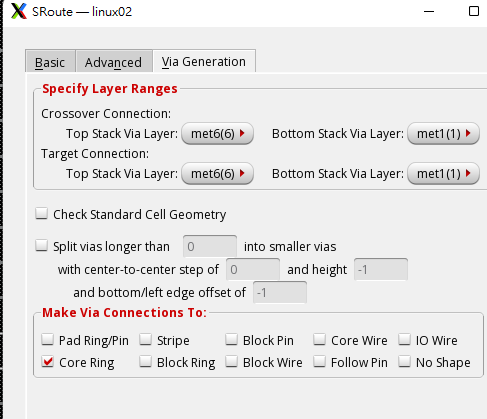 SRoute — linux02
Basic Advanced Via Generation
Specify Layer Ranges
Crossover Connection:
Top Stack Via Layer: met6(6) Bottom Stack Via Layer: met1(1)
Target Connection:
Top Stack Via Layer: met6(6) Bottom Stack Via Layer: met1(1)
Check Standard Cell Geometry
Split vias longer than 0 into smaller vias
with center-to-center step of 0 and height -1
and bottom/left edge offset of -1
Make Via Connections To:
Pad Ring/Pin Stripe Block Pin Core Wire IO Wire
Core Ring Block Ring Block Wire Follow Pin No Shape